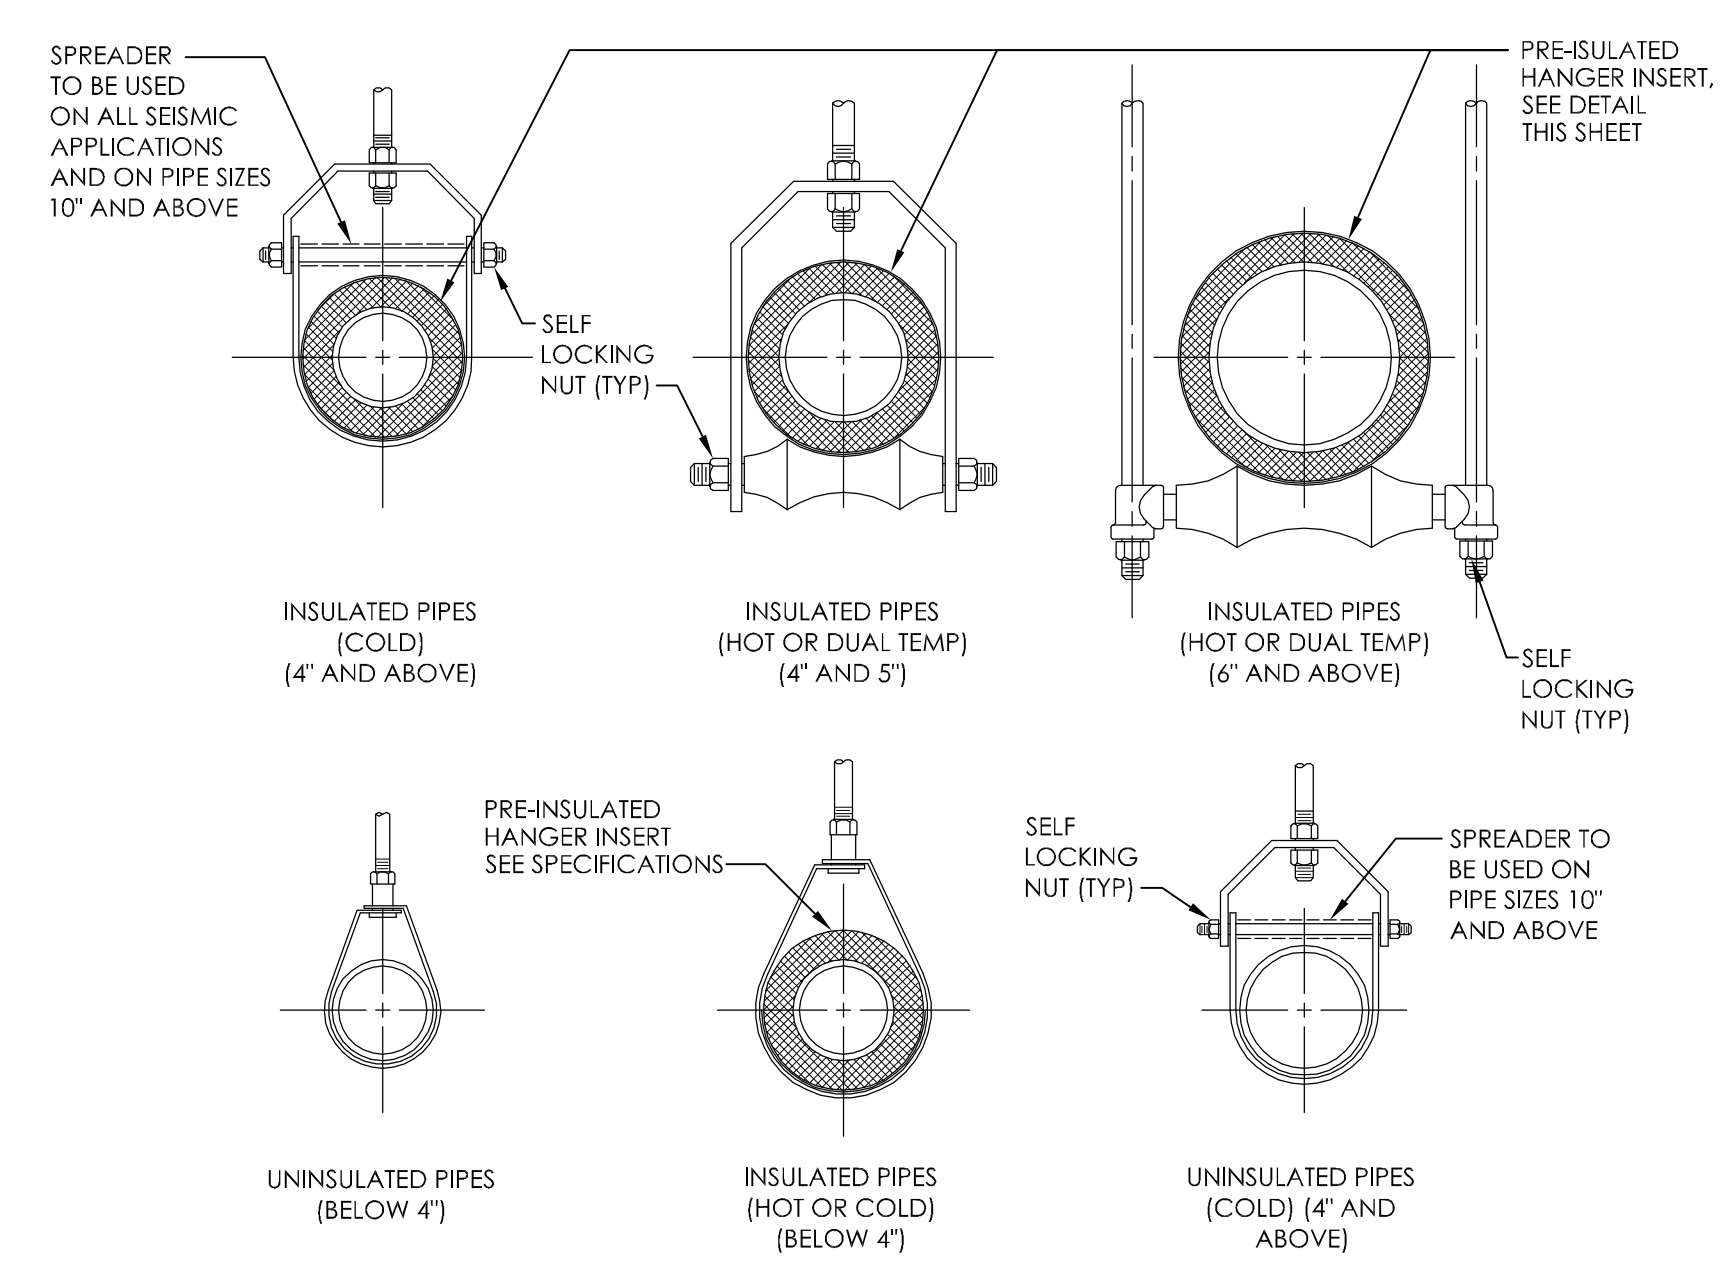 SPREADER
TO BE USED
ON ALL SEISMIC
APPLICATIONS
AND ON PIPE SIZES
10" AND ABOVE
PRE-ISULATED
HANGER INSERT,
SEE DETAIL
THIS SHEET
SELF
LOCKING
NUT (TYP)
INSULATED PIPES
(COLD)
(4" AND ABOVE)
INSULATED PIPES
(HOT OR DUAL TEMP)
(4" AND 5")
INSULATED PIPES
(HOT OR DUAL TEMP)
(6" AND ABOVE)
SELF
LOCKING
NUT (TYP)
PRE-INSULATED
HANGER INSERT
SEE SPECIFICATIONS
SELF
LOCKING
NUT (TYP)
SPREADER TO
BE USED ON
PIPE SIZES 10"
AND ABOVE
UNINSULATED PIPES
(BELOW 4")
INSULATED PIPES
(HOT OR COLD)
(BELOW 4")
UNINSULATED PIPES
(COLD) (4" AND
ABOVE)